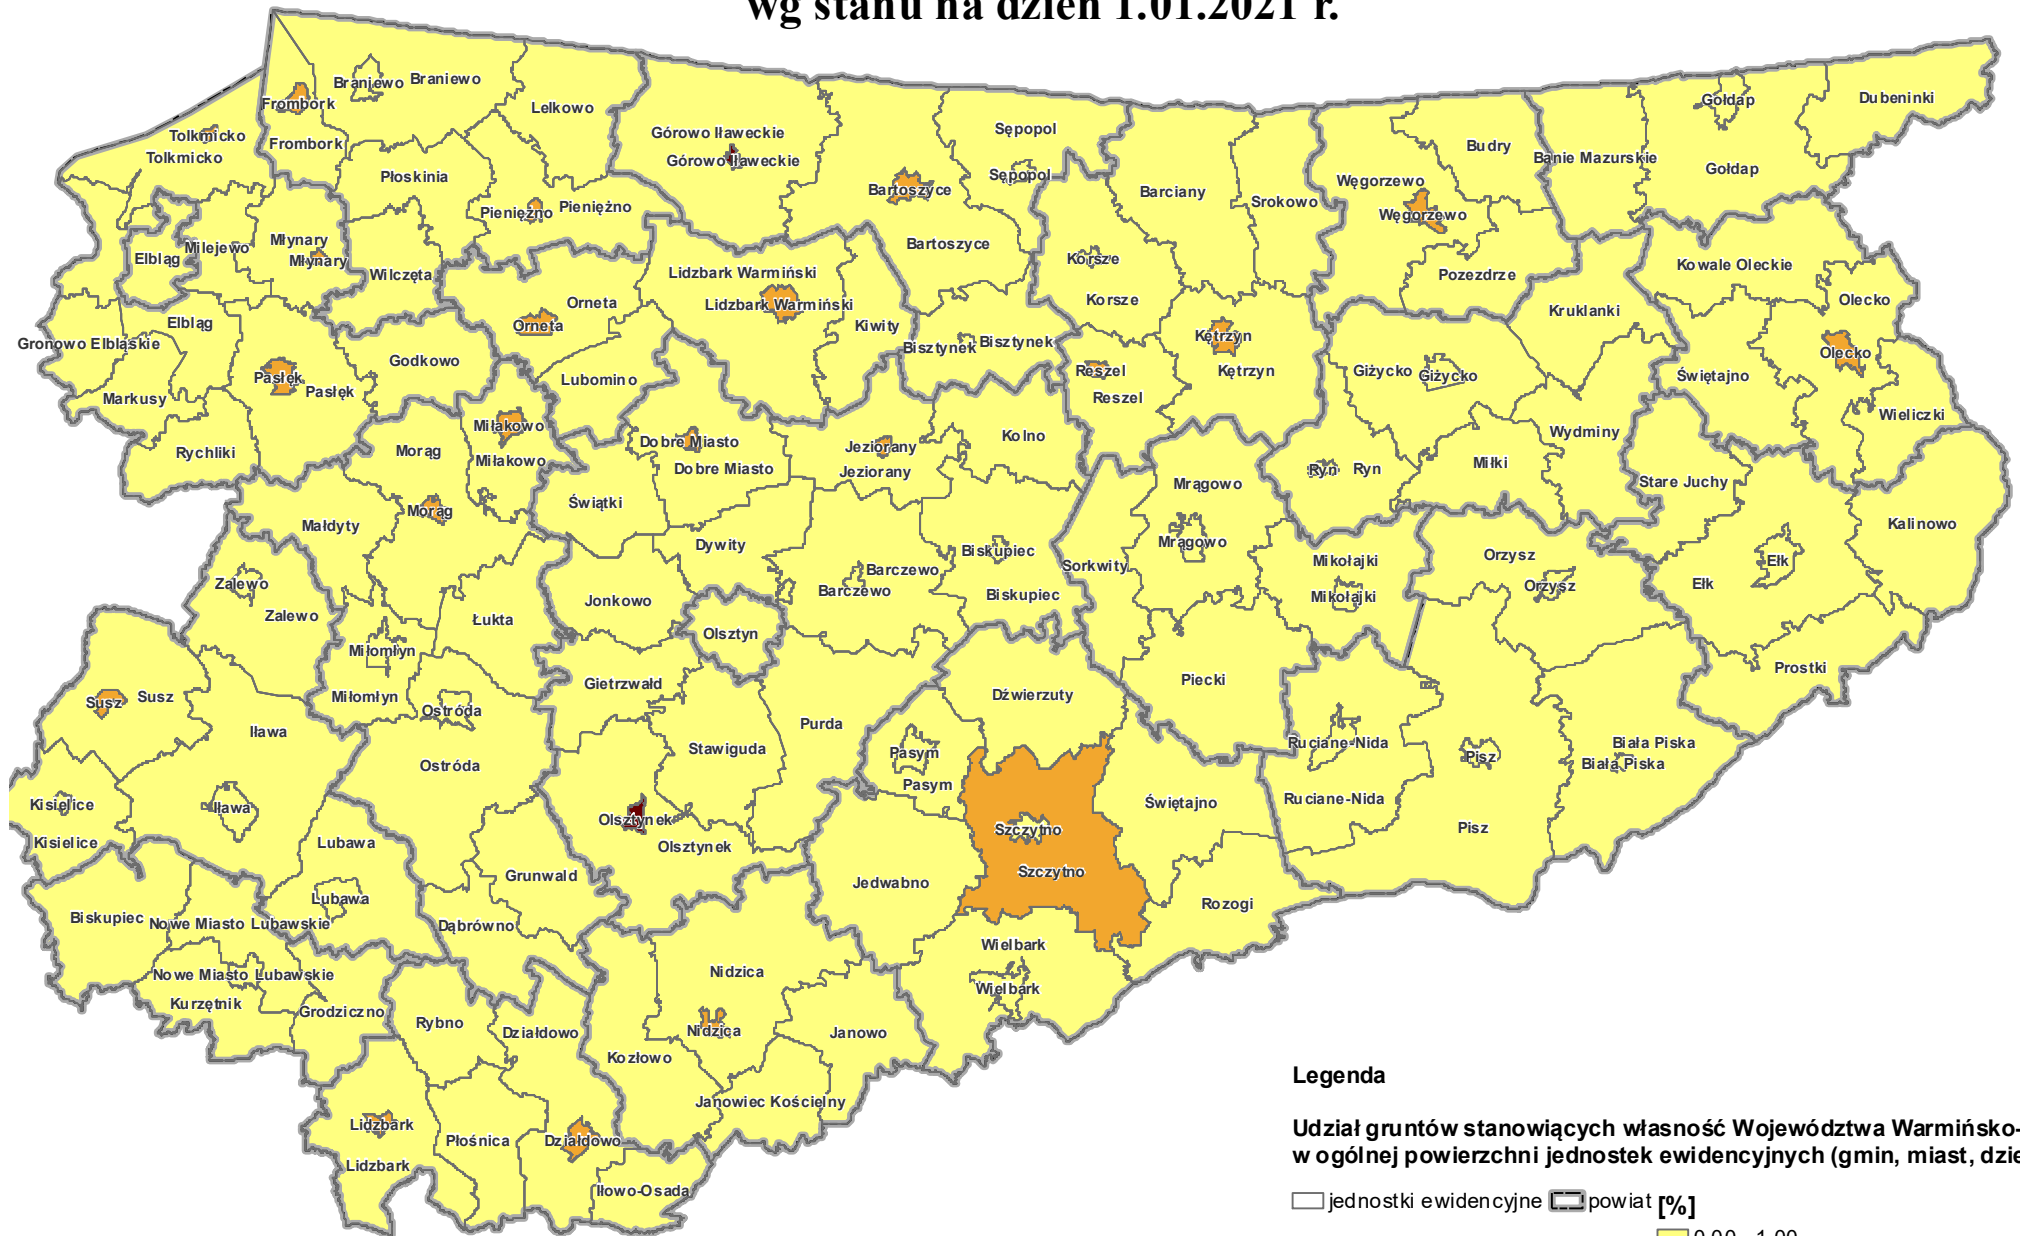 wg stanu na dzień 1.01.2021 r.
Braniewo
Braniewo
Frombork
Lelkowo
Tolkmicko
Tolkmicko
Frombork
Płoskinia
Pieniężno
Pieniężno
Górowo Iławeckie
Górowo Iławeckie
Sępopol
Sępopol
Bartoszyce
Bartoszyce
Barciany
Srokowo
Węgorzewo
Węgorzewo
Budry
Banie Mazurskie
Gołdap
Gołdap
Dubeninki
Elbląg
Milejewo
Młynary
Młynary
Wilczęta
Orneta
Orneta
Lidzbark Warmiński
Lidzbark Warmiński
Kiwity
Korsze
Korsze
Pozezdrze
Kruklanki
Kowale Oleckie
Olecko
Olecko
Gronowo Elbląskie
Elbląg
Markusy
Pasłęk
Pasłęk
Godkowo
Lubomino
Bisztynek
Bisztynek
Reszel
Reszel
Kętrzyn
Kętrzyn
Giżycko
Giżycko
Świętajno
Wieliczki
Rychliki
Morąg
Morąg
Miłakowo
Miłakowo
Dobre Miasto
Dobre Miasto
Jeziorany
Jeziorany
Kolno
Mrągowo
Mrągowo
Ryn
Ryn
Miłki
Wydminy
Stare Juchy
Kalinowo
Małdyty
Świątki
Dywity
Barczewo
Barczewo
Biskupiec
Biskupiec
Sorkwity
Mikołajki
Mikołajki
Orzysz
Orzysz
Ełk
Ełk
Zalewo
Zalewo
Łukta
Jonkowo
Olsztyn
Miłomłyn
Miłomłyn
Gietrzwałd
Dźwierzuty
Piecki
Prostki
Susz
Susz
Iława
Iława
Ostróda
Ostróda
Stawiguda
Purda
Pasym
Pasym
Ruciane-Nida
Ruciane-Nida
Pisz
Pisz
Biała Piska
Biała Piska
Kisielice
Kisielice
Lubawa
Lubawa
Olsztynek
Olsztynek
Grunwald
Jedwabno
Szczytno
Szczytno
Świętajno
Rozogi
Biskupiec
Nowe Miasto Lubawskie
Nowe Miasto Lubawskie
Dąbrówno
Wielbark
Wielbark
Kurzętnik
Grodziczno
Rybno
Działdowo
Działdowo
Nidzica
Nidzica
Kozłowo
Janowo
Janowiec Kościelny
Lidzbark
Lidzbark
Płośnica
Iłowo-Osada
Legenda
Udział gruntów stanowiących własność Województwa Warmińsko-
w ogólnej powierzchni jednostek ewidencyjnych (gmin, miast, dzie
jednostki ewidencyjne powiat [%]
0,00 - 1,00